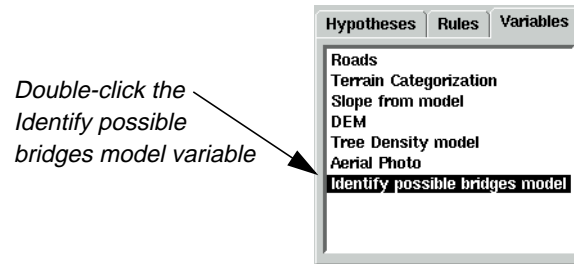 Hypotheses Rules Variables
Roads
Terrain Categorization
Slope from model
DEM
Tree Density model
Aerial Photo
Identify possible bridges model
Double-click the
Identify possible
bridges model variable